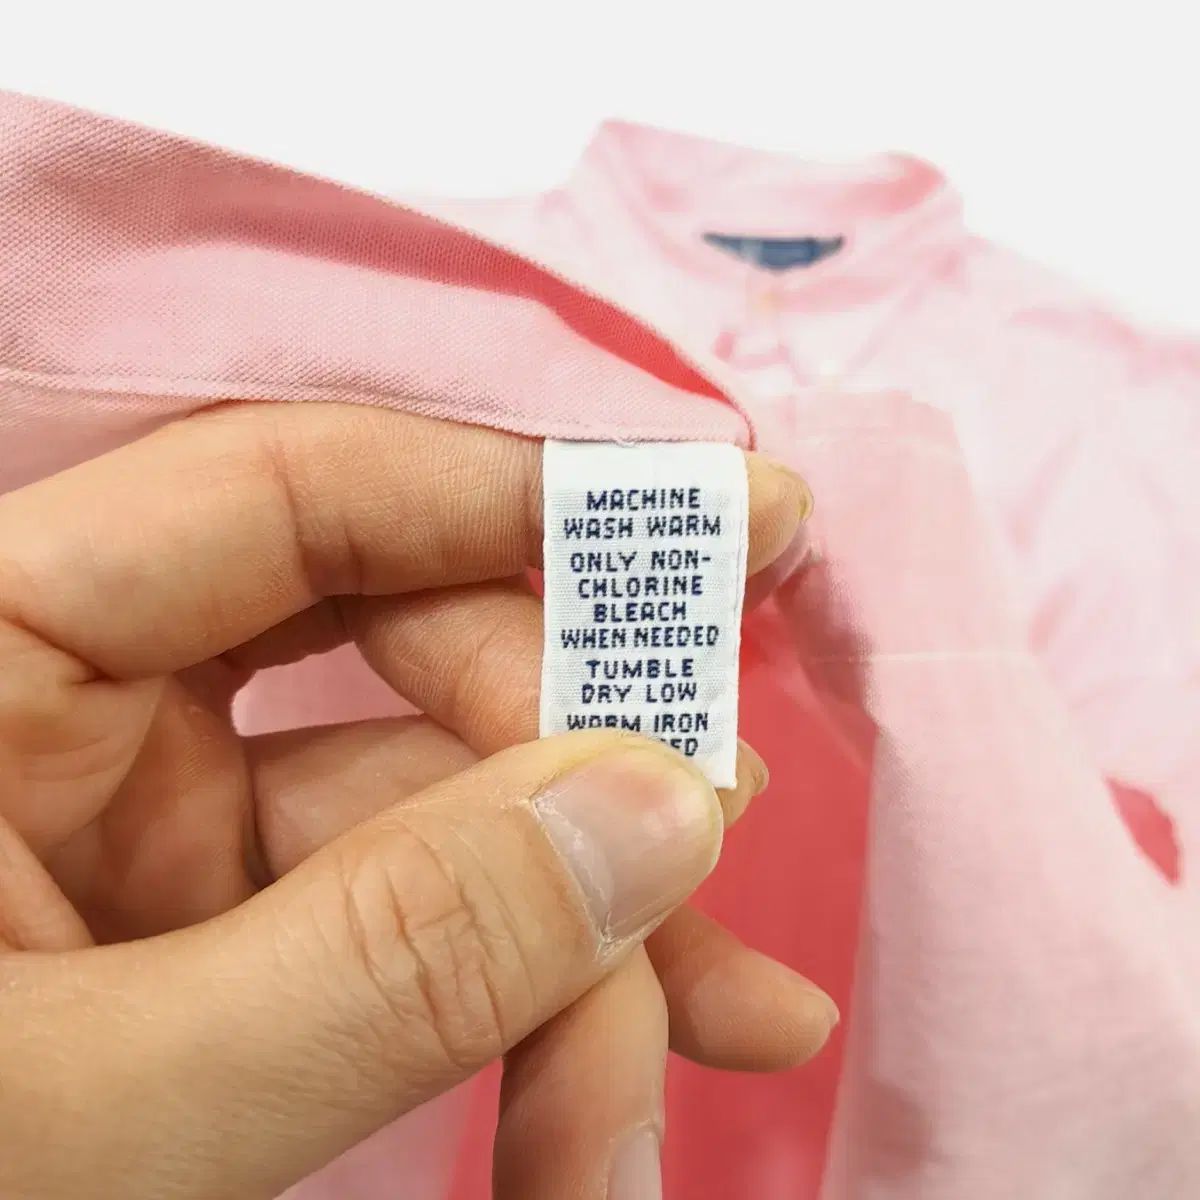 MACHINE
WASH WARM
ONLY NON-
CHLORINE
BLEACH
WHEN NEEDED
TUMBLE
DRY LOW
WARM IRON